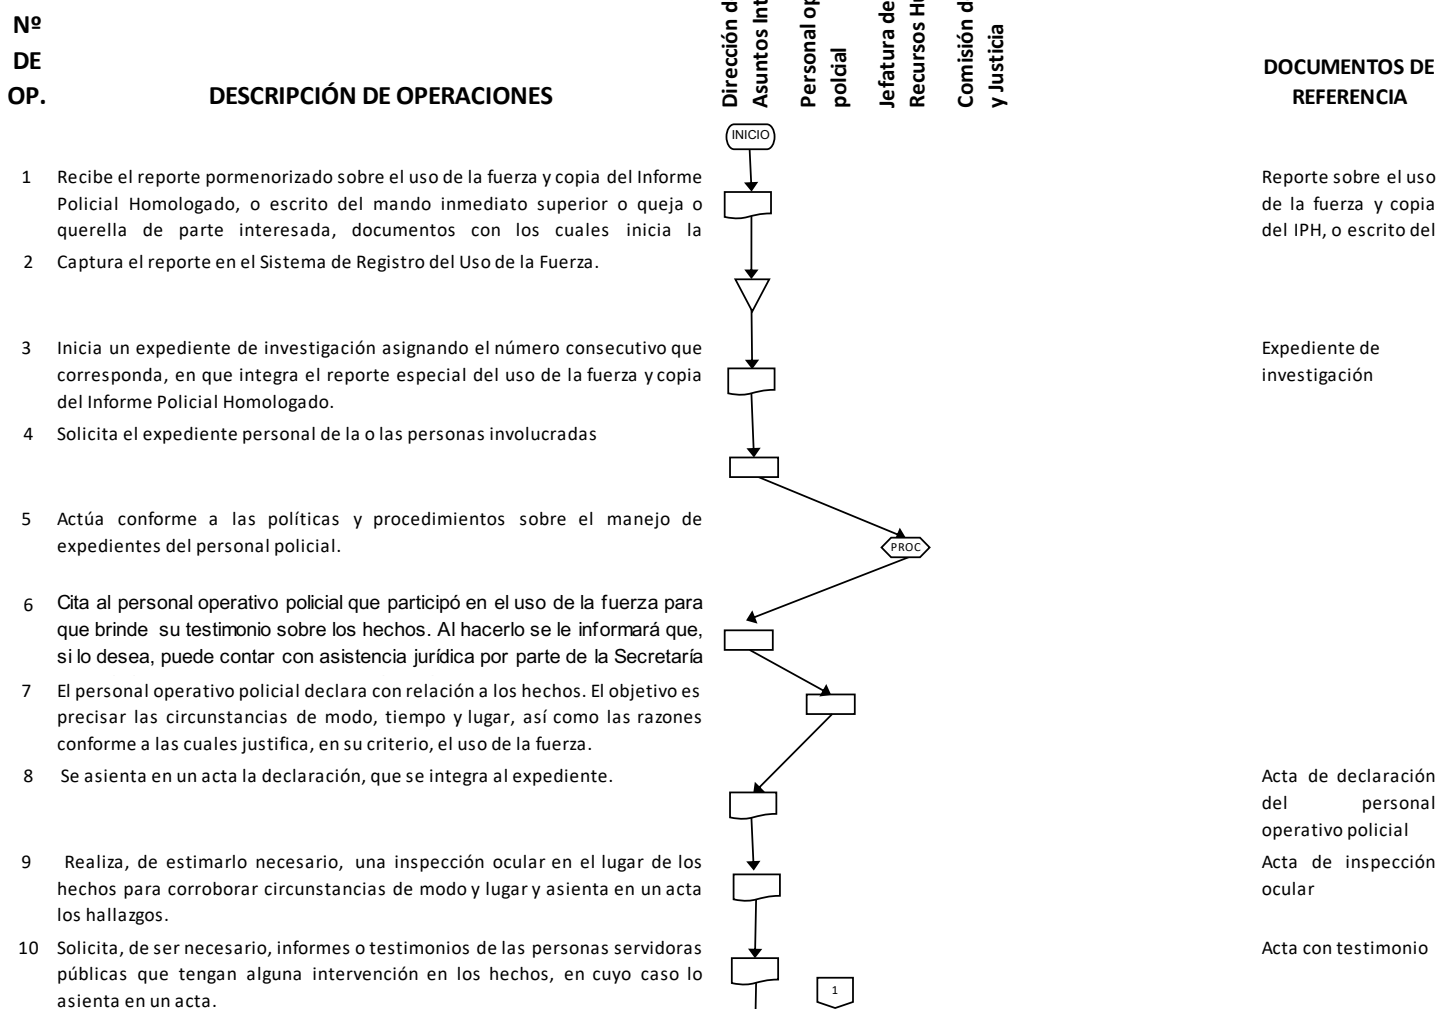 Nº
DE
OP.
DESCRIPCIÓN DE OPERACIONES
Dirección d
Asuntos Int
Personal op
polcial
Jefatura de
Recursos Hu
Comisión d
y Justicia
DOCUMENTOS DE
REFERENCIA
INICIO
1 Recibe el reporte pormenorizado sobre el uso de la fuerza y copia del Informe
Policial Homologado, o escrito del mando inmediato superior o queja o
querella de parte interesada, documentos con los cuales inicia la
Reporte sobre el uso
de la fuerza y copia
del IPH, o escrito del
2 Captura el reporte en el Sistema de Registro del Uso de la Fuerza.
3 Inicia un expediente de investigación asignando el número consecutivo que
corresponda, en que integra el reporte especial del uso de la fuerza y copia
del Informe Policial Homologado.
Expediente de
investigación
4 Solicita el expediente personal de la o las personas involucradas
5 Actúa conforme a las políticas y procedimientos sobre el manejo de
expedientes del personal policial.
PROC
6 Cita al personal operativo policial que participó en el uso de la fuerza para
que brinde su testimonio sobre los hechos. Al hacerlo se le informará que,
si lo desea, puede contar con asistencia jurídica por parte de la Secretaría
7 El personal operativo policial declara con relación a los hechos. El objetivo es
precisar las circunstancias de modo, tiempo y lugar, así como las razones
conforme a las cuales justifica, en su criterio, el uso de la fuerza.
8 Se asienta en un acta la declaración, que se integra al expediente.
Acta de declaración
del personal
operativo policial
9 Realiza, de estimarlo necesario, una inspección ocular en el lugar de los
hechos para corroborar circunstancias de modo y lugar y asienta en un acta
los hallazgos.
Acta de inspección
ocular
10 Solicita, de ser necesario, informes o testimonios de las personas servidoras
públicas que tengan alguna intervención en los hechos, en cuyo caso lo
asienta en un acta.
Acta con testimonio
1